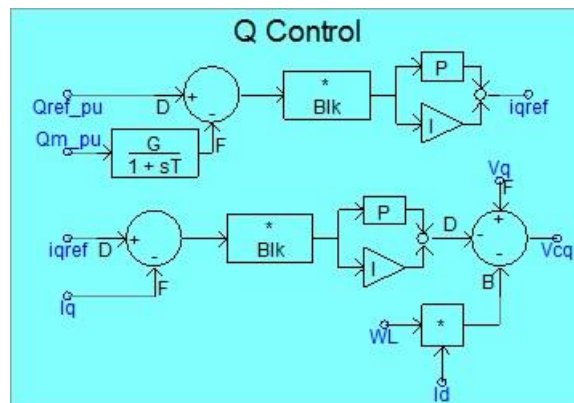 Q Control
P
Qref_pu D + * Blk I iqref
-
Qm_pu G F
1 + sT
Vq
F
P
iqref D + * D - + Vcq
Blk I
-
F B
Iq
WL *
Id